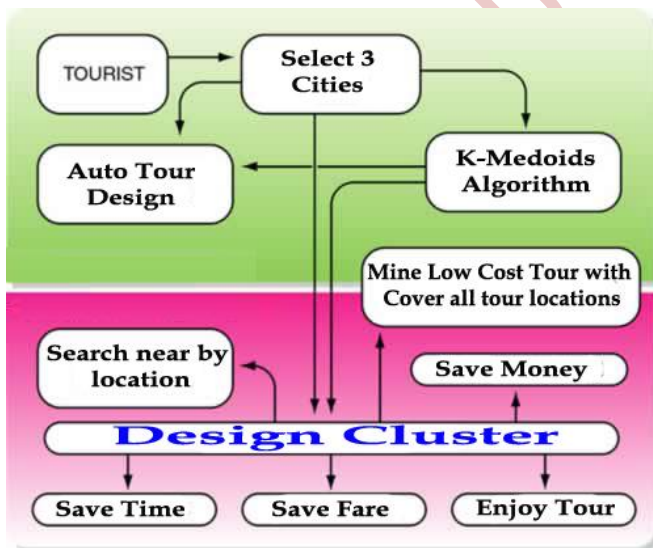 TOURIST
Select 3
Cities
Auto Tour
Design
K-Medoids
Algorithm
Mine Low Cost Tour with
Cover all tour locations
Search near by
location
Save Money
Design Cluster
Save Time
Save Fare
Enjoy Tour